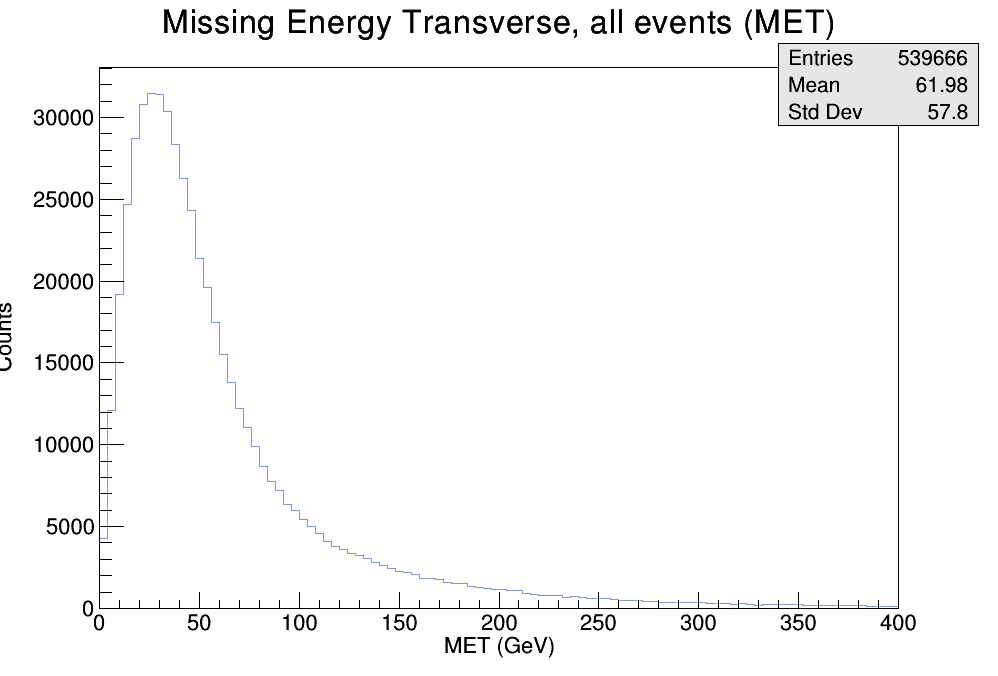 Missing Energy Transverse, all events (MET)
Entries 539666
Mean 61.98
Std Dev 57.8
30000
25000
20000
15000
10000
5000
0
Counts
0 50 100 150 200 250 300 350 400
MET (GeV)